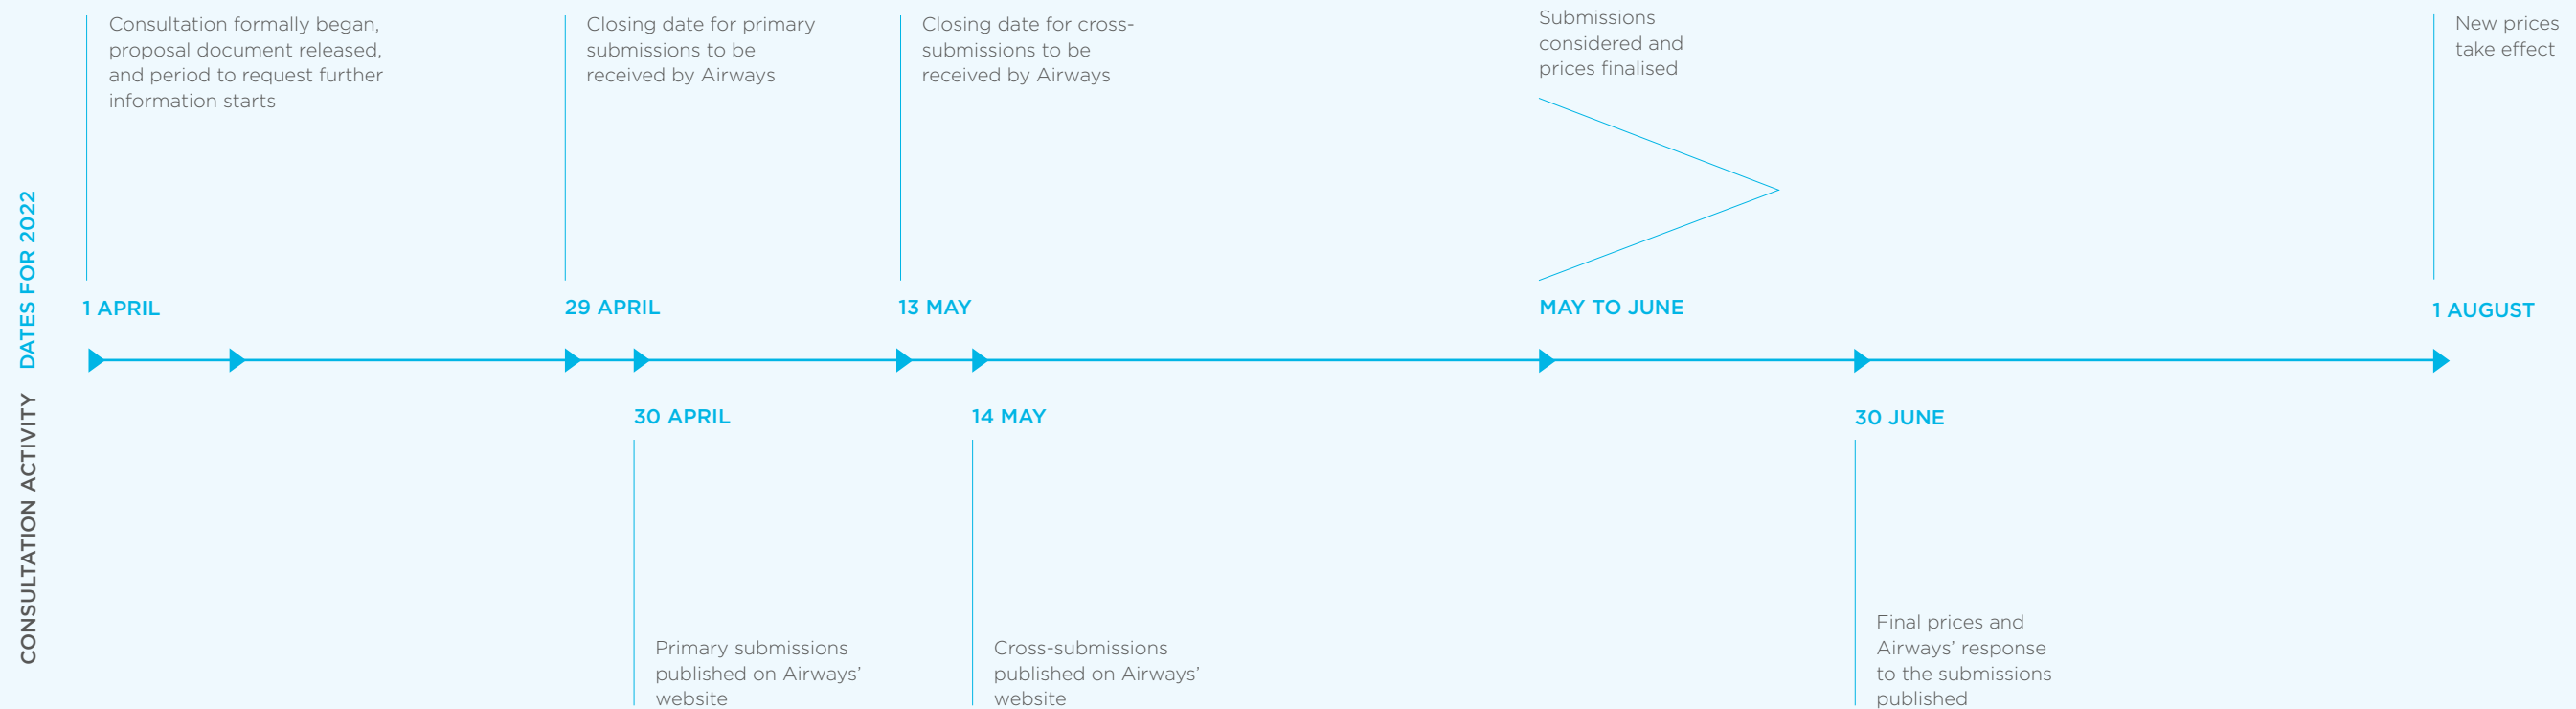 Consultation formally began,
proposal document released,
and period to request further
information starts
Closing date for primary
submissions to be
received by Airways
Closing date for cross-
submissions to be
received by Airways
Submissions
considered and
prices finalised
New prices
take effect
1 APRIL
29 APRIL
13 MAY
MAY TO JUNE
1 AUGUST
DATES FOR 2022
CONSULTATION ACTIVITY
30 APRIL
14 MAY
30 JUNE
Primary submissions
published on Airways’
website
Cross-submissions
published on Airways’
website
Final prices and
Airways’ response
to the submissions
published